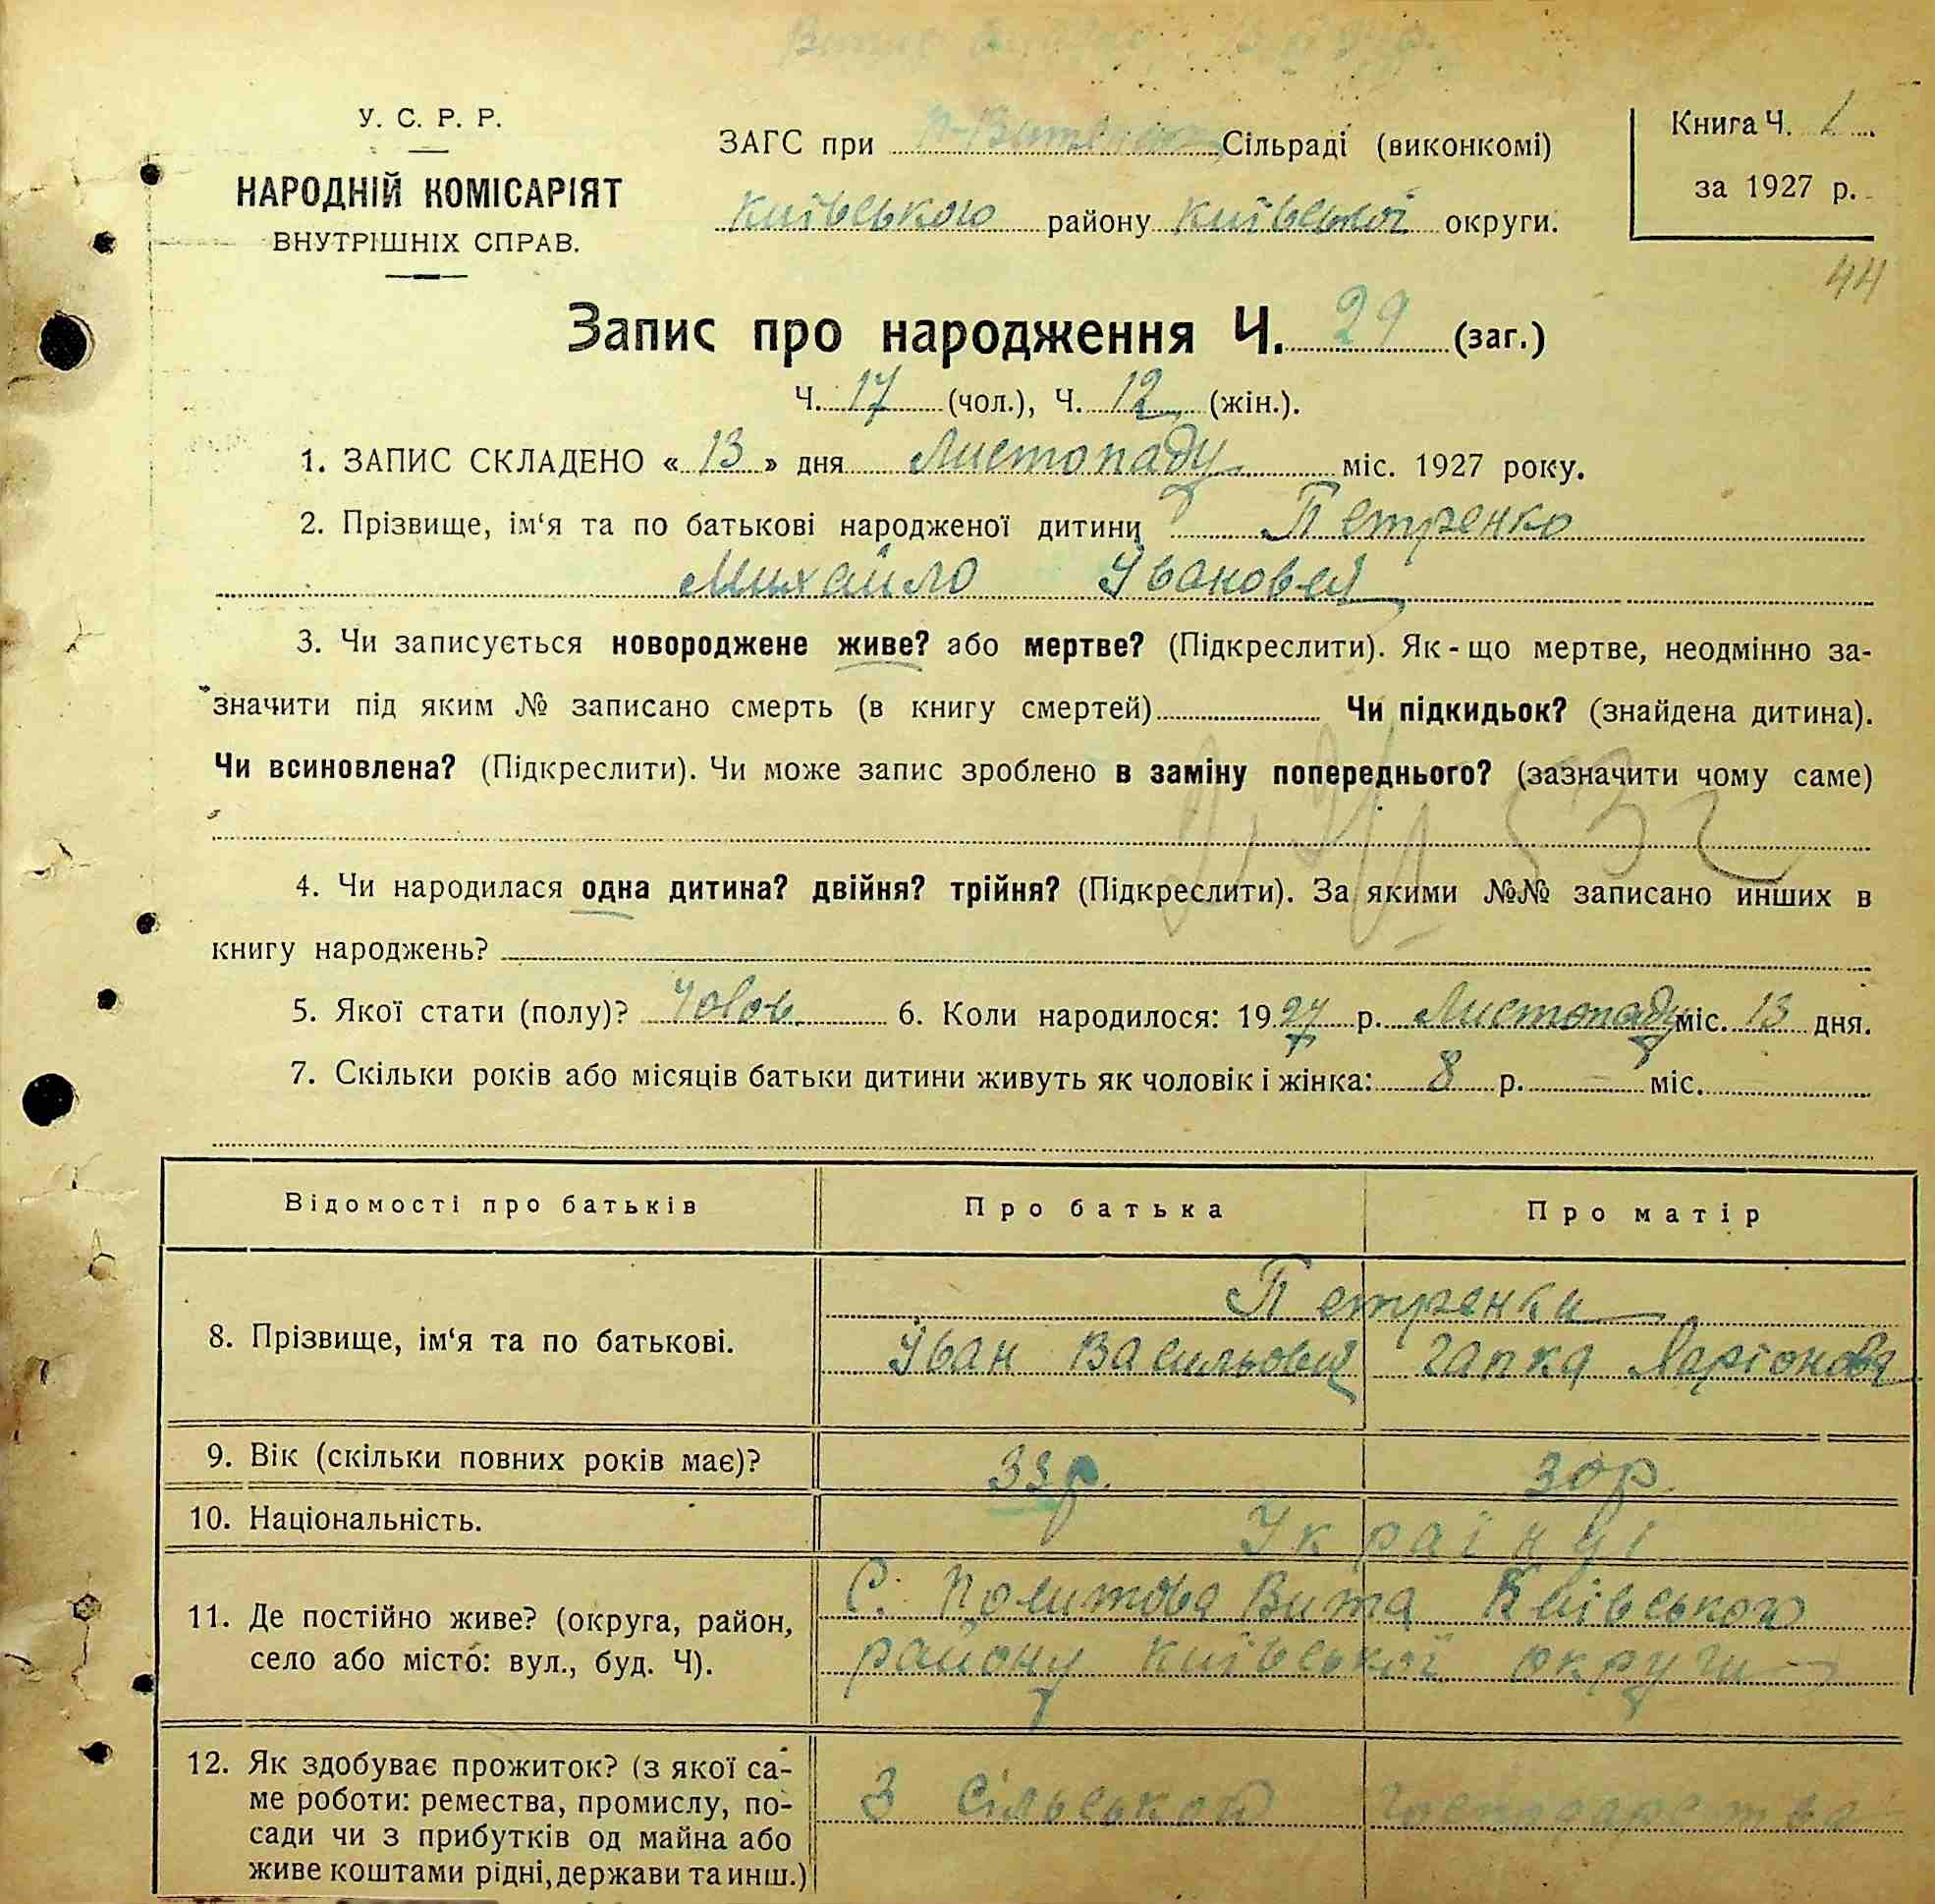 У. С. Р. Р.
НАРОДНІЙ КОМІСАРІЯТ
ВНУТРІШНІХ СПРАВ.
ЗАГС при П-Витянськ Сільраді (виконкомі)
Київського району Київської округи.
Книга Ч. 1
за 1927 р.
44
Запис про народження Ч. 29 (заг.)
Ч. 17 (чол.), Ч. 12 (жін.).
1. ЗАПИС СКЛАДЕНО « 13 » дня Листопаду міс. 1927 року.
2. Прізвище, ім‘я та по батькові народженої дитини Петренко
Михайло Іванович
3. Чи записується новороджене живе? або мертве? (Підкреслити). Як-що мертве, неодмінно за-
значити під яким № записано смерть (в книгу смертей) Чи підкидьок? (знайдена дитина).
Чи всиновлена? (Підкреслити). Чи може запис зроблено в заміну попереднього? (зазначити чому саме)
4. Чи народилася одна дитина? двійня? трійня? (Підкреслити). За якими №№ записано инших в
книгу народжень?
5. Якої стати (полу)? Чолов. 6. Коли народилося: 1927 р. Листопаду міс. 13 дня.
7. Скільки років або місяців батьки дитини живуть як чоловік і жінка: 8 р. — міс.
Відомості про батьків Про батька Про матір
Петренки
8. Прізвище, ім‘я та по батькові.
Іван Васильович Гапка Ларіонова
9. Вік (скільки повних років має)? 33 р. 30 р.
10. Національність. Українці
11. Де постійно живе? (округа, район,
село або місто: вул., буд. Ч).
С. Поштова Вита Київського
району Київської округи
12. Як здобуває прожиток? (з якої са-
ме роботи: ремества, промислу, по-
сади чи з прибутків од майна або
живе коштами рідні, держави та инш.)
З сільського господарства